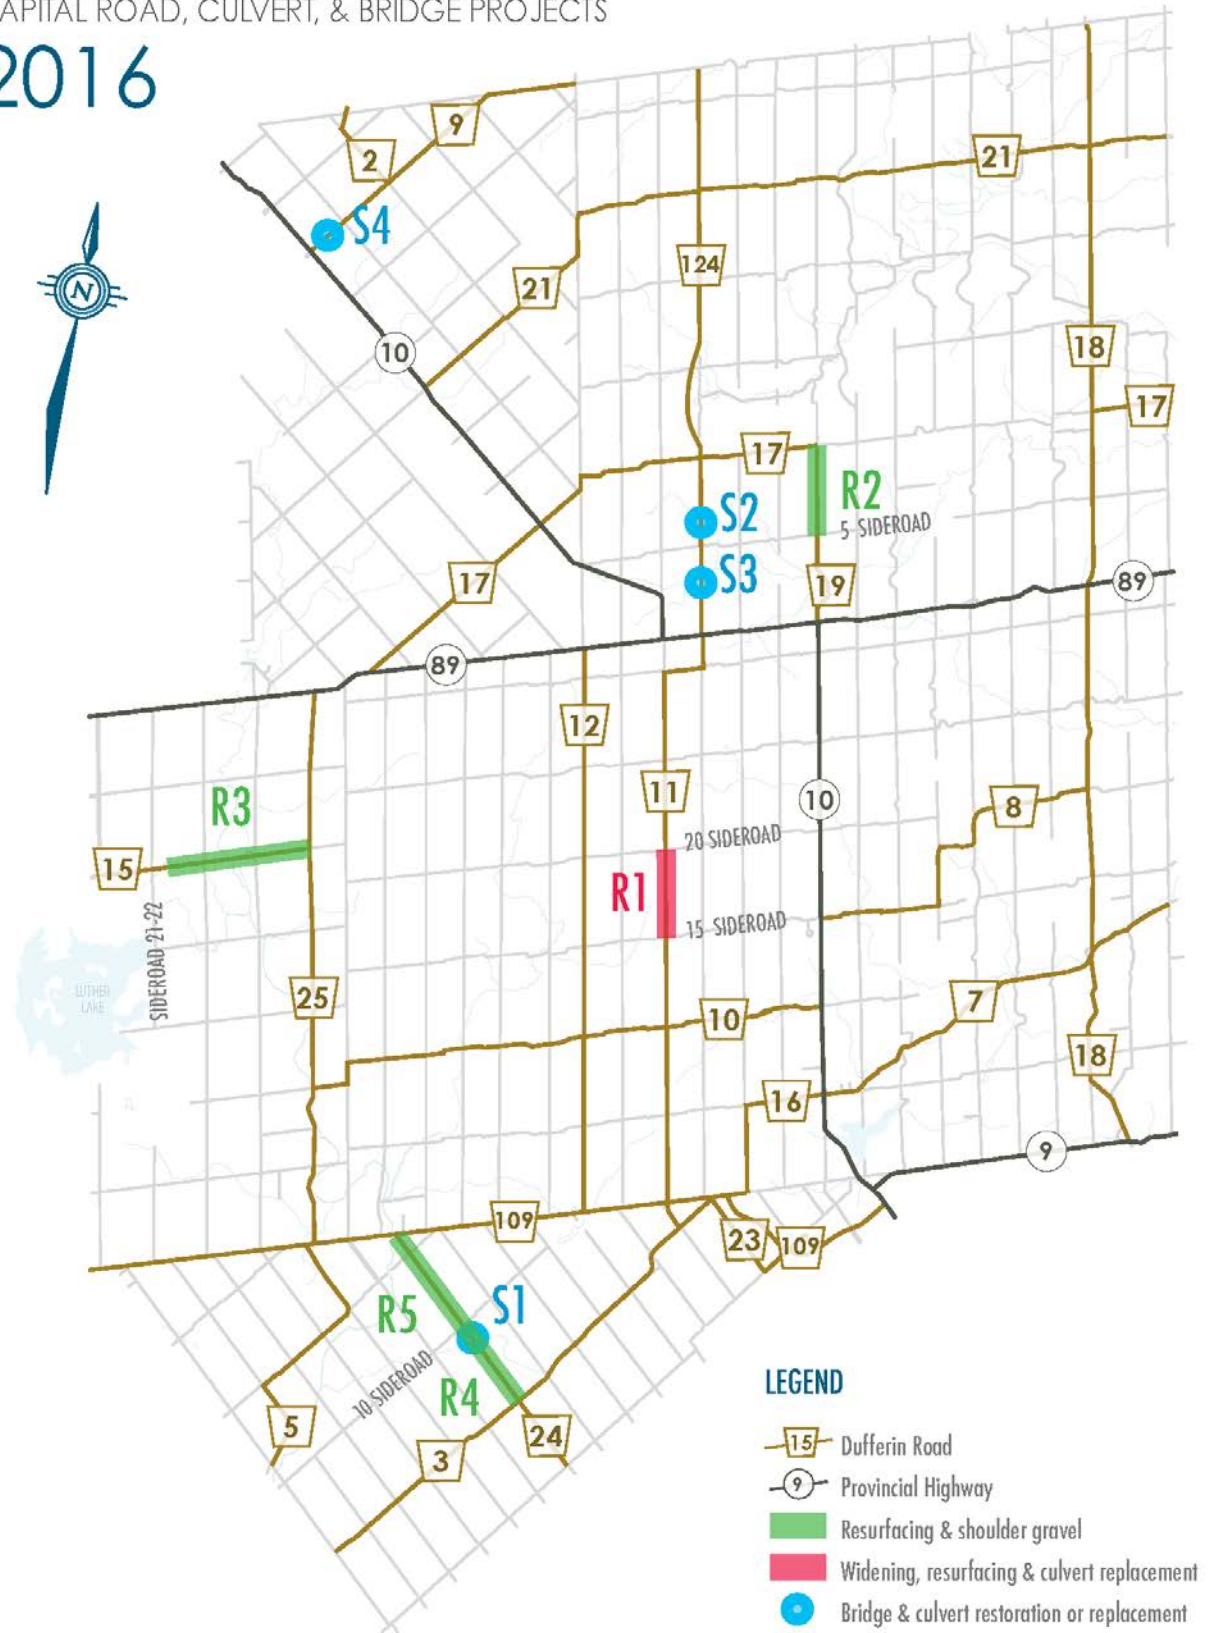 APITAL ROAD, CULVERT, & BRIDGE PROJECTS
2016
9
2
21
S4
124
21
N
10
18
17
17
R2
S2
5 SIDEROAD
S3
17
19
89
89
12
11
10
8
R3
20 SIDEROAD
15
R1
15 SIDEROAD
SIDEROAD 21-22
LUTHER
LAKE
25
7
10
18
16
9
109
23
109
S1
R5
10 SIDEROAD
R4
5
24
3
LEGEND
15 Dufferin Road
9 Provincial Highway
Resurfacing & shoulder gravel
Widening, resurfacing & culvert replacement
Bridge & culvert restoration or replacement